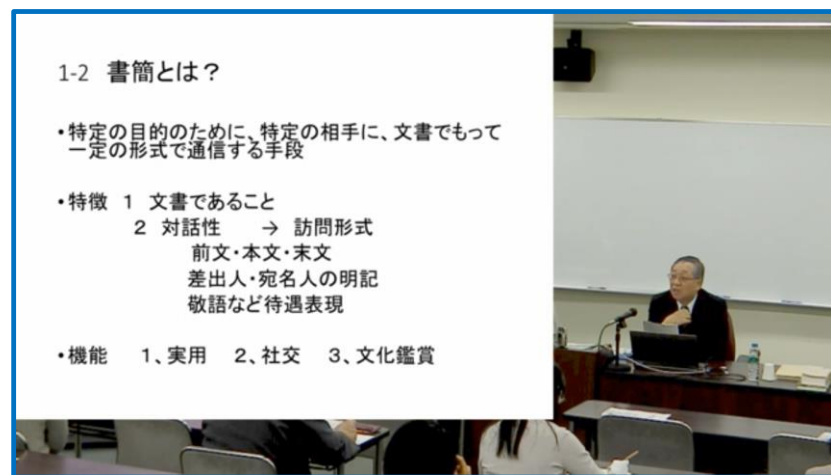 1-2 書簡とは？
・特定の目的のために、特定の相手に、文書でもって
一定の形式で通信する手段
・特徴 1 文書であること
2 対話性 → 訪問形式
前文・本文・末文
差出人・宛名人の明記
敬語など待遇表現
・機能 1、実用 2、社交 3、文化鑑賞